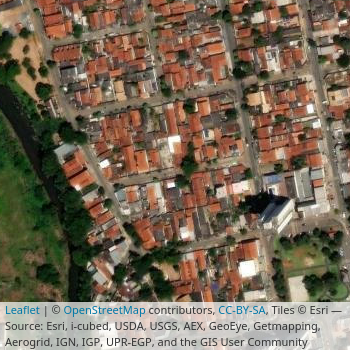 Leaflet | © OpenStreetMap contributors, CC-BY-SA, Tiles © Esri —
Source: Esri, i-cubed, USDA, USGS, AEX, GeoEye, Getmapping,
Aerogrid, IGN, IGP, UPR-EGP, and the GIS User Community